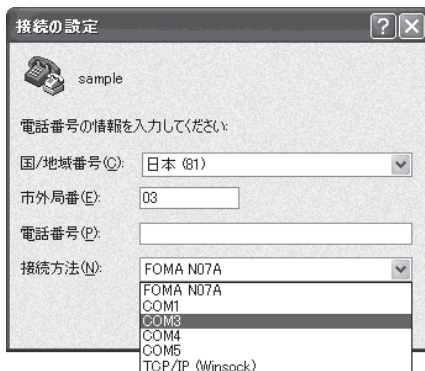 接続の設定
sample
電話番号の情報を入力してください:
国/地域番号(C): 日本 (81)
市外局番(E): 03
電話番号(P):
接続方法(N): FOMA N07A
FOMA N07A
COM1
COM3
COM4
COM5
TCP/IP (Winsock)